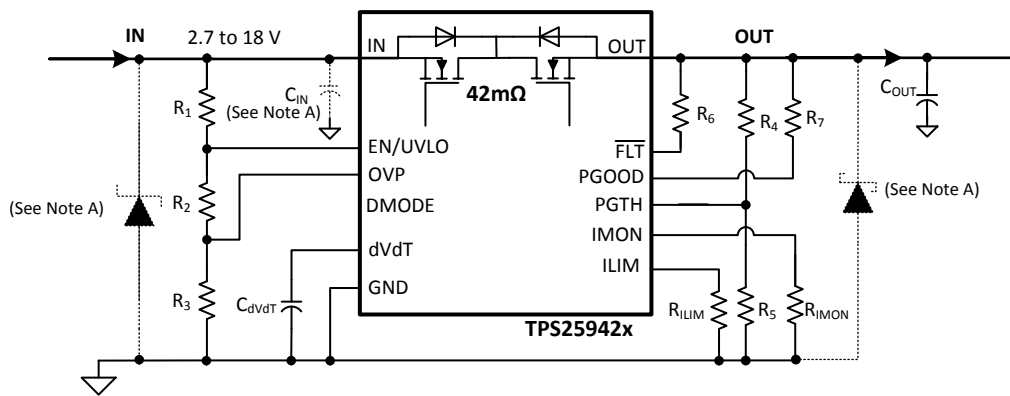 IN
2.7 to 18 V
IN
OUT
OUT
42mΩ
R1
CIN
(See Note A)
R6
R4
R7
COUT
EN/UVLO
FLT
OVP
PGOOD
(See Note A)
R2
DMODE
PGTH
(See Note A)
IMON
dVdT
ILIM
R3
CdVdT
GND
RILIM
R5
RIMON
TPS25942x